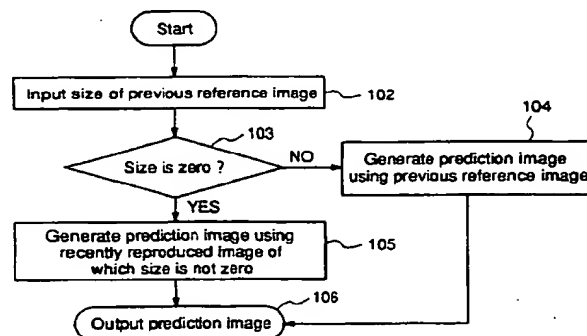 Start
Input size of previous reference image
102
103
Size is zero ?
NO
104
Generate prediction image
using previous reference image
YES
Generate prediction image using
recently reproduced image of
which size is not zero
105
106
Output prediction image